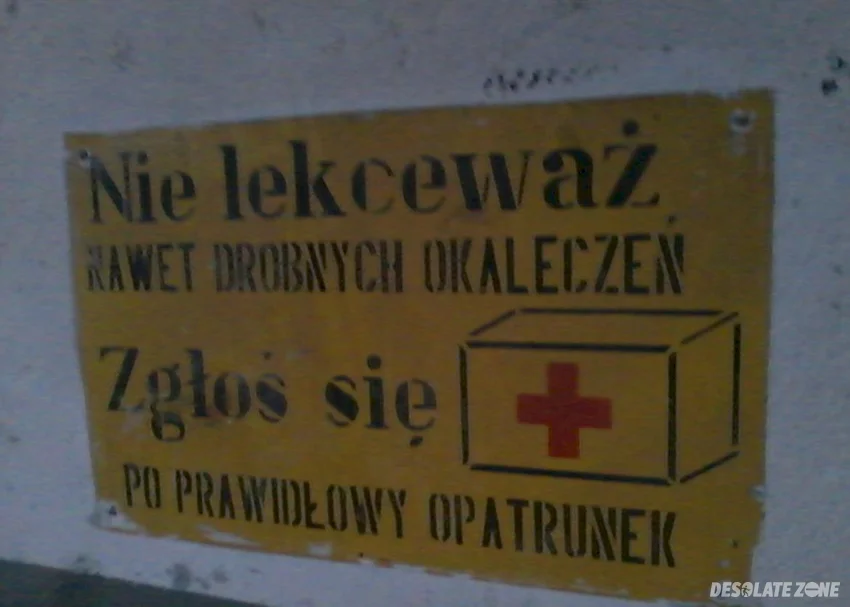 Nie lekceważ
NAWET DROBNYCH OKALECZEŃ
Zgłoś się
PO PRAWIDŁOWY OPATRUNEK
DESOLATE ZONE